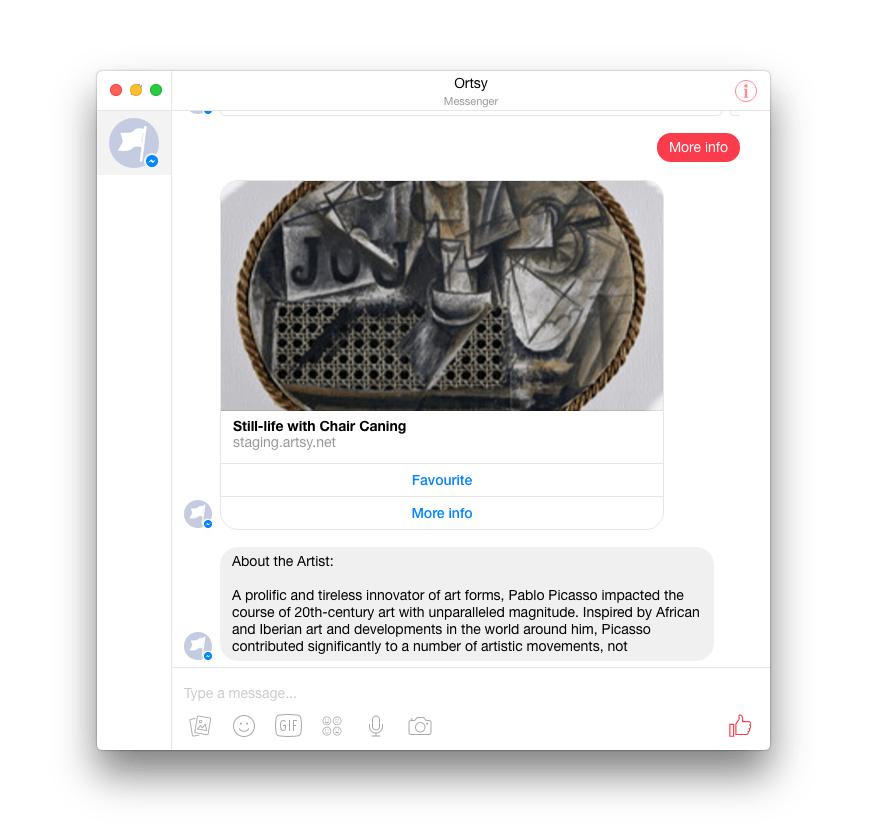 Ortsy
Messenger
More info
JOU
Still-life with Chair Caning
staging.artsy.net
Favourite
More info
About the Artist:
A prolific and tireless innovator of art forms, Pablo Picasso impacted the
course of 20th-century art with unparalleled magnitude. Inspired by African
and Iberian art and developments in the world around him, Picasso
contributed significantly to a number of artistic movements, not
Type a message...
GIF